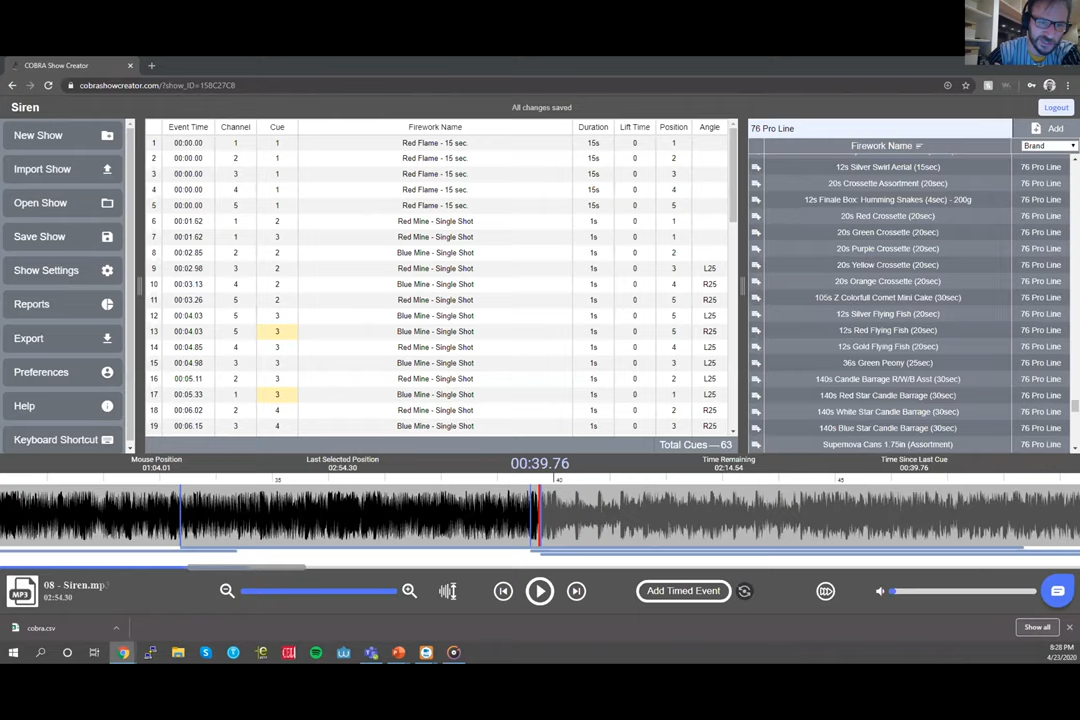 COBRA Show Creator
cobrashowcreator.com/?show_ID=158C27C8
Siren
All changes saved
Logout
New Show
Import Show
Open Show
Save Show
Show Settings
Reports
Export
Preferences
Help
Keyboard Shortcut
Event Time Channel Cue Firework Name Duration Lift Time Position Angle
1 00:00.00 1 1 Red Flame - 15 sec. 15s 0 1
2 00:00.00 2 1 Red Flame - 15 sec. 15s 0 2
3 00:00.00 3 1 Red Flame - 15 sec. 15s 0 3
4 00:00.00 4 1 Red Flame - 15 sec. 15s 0 4
5 00:00.00 5 1 Red Flame - 15 sec. 15s 0 5
6 00:01.62 1 2 Red Mine - Single Shot 1s 0 1
7 00:01.62 1 3 Red Mine - Single Shot 1s 0 1
8 00:02.85 2 2 Blue Mine - Single Shot 1s 0 2
9 00:02.98 3 2 Red Mine - Single Shot 1s 0 3 L25
10 00:03.13 4 2 Blue Mine - Single Shot 1s 0 4 R25
11 00:03.26 5 2 Red Mine - Single Shot 1s 0 5 R25
12 00:04.03 5 3 Blue Mine - Single Shot 1s 0 5 L25
13 00:04.03 5 3 Blue Mine - Single Shot 1s 0 5 R25
14 00:04.85 4 3 Red Mine - Single Shot 1s 0 4 L25
15 00:04.98 3 3 Blue Mine - Single Shot 1s 0 3 L25
16 00:05.11 2 3 Red Mine - Single Shot 1s 0 2 L25
17 00:05.33 1 3 Blue Mine - Single Shot 1s 0 1 L25
18 00:06.02 2 4 Red Mine - Single Shot 1s 0 2 R25
19 00:06.15 3 4 Blue Mine - Single Shot 1s 0 3 R25
Total Cues—63
76 Pro Line
Add
Firework Name Brand
12s Silver Swirl Aerial (15sec) 76 Pro Line
20s Crossette Assortment (20sec) 76 Pro Line
12s Finale Box: Humming Snakes (4sec) - 200g 76 Pro Line
20s Red Crossette (20sec) 76 Pro Line
20s Green Crossette (20sec) 76 Pro Line
20s Purple Crossette (20sec) 76 Pro Line
20s Yellow Crossette (20sec) 76 Pro Line
20s Orange Crossette (20sec) 76 Pro Line
105s Z Colorfull Comet Mini Cake (30sec) 76 Pro Line
12s Silver Flying Fish (20sec) 76 Pro Line
12s Red Flying Fish (20sec) 76 Pro Line
12s Gold Flying Fish (20sec) 76 Pro Line
36s Green Peony (25sec) 76 Pro Line
140s Candle Barrage R/W/B Asst (30sec) 76 Pro Line
140s Red Star Candle Barrage (30sec) 76 Pro Line
140s White Star Candle Barrage (30sec) 76 Pro Line
140s Blue Star Candle Barrage (30sec) 76 Pro Line
Supernova Cans 1.75in (Assortment) 76 Pro Line
Mouse Position Last Selected Position 00:39.76 Time Remaining Time Since Last Cue
01:04.01 02:54.30 02:14.54 00:39.76
35 40 45
MP3
08 - Siren.mp
02:54.30
Add Timed Event
cobra.csv
Show all
8:28 PM
4/23/2020